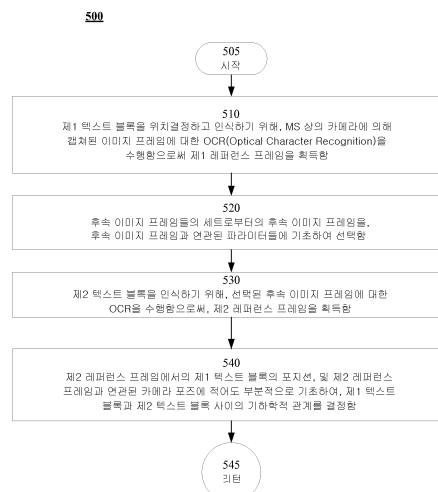 500
505
시작
510
제1 텍스트 블록을 위치결정하고 인식하기 위해, MS 상의 카메라에 의해
캡쳐된 이미지 프레임에 대한 OCR(Optical Character Recognition)을
수행함으로써 제1 레퍼런스 프레임을 획득함
520
후속 이미지 프레임들의 세트로부터의 후속 이미지 프레임을,
후속 이미지 프레임과 연관된 파라미터들에 기초하여 선택함
530
제2 텍스트 블록을 인식하기 위해, 선택된 후속 이미지 프레임에 대한
OCR을 수행함으로써, 제2 레퍼런스 프레임을 획득함
540
제2 레퍼런스 프레임에서의 제1 텍스트 블록의 포지션, 및 제2 레퍼런스
프레임과 연관된 카메라 포즈에 적어도 부분적으로 기초하여, 제1 텍스트
블록과 제2 텍스트 블록 사이의 기하학적 관계를 결정함
545
리턴